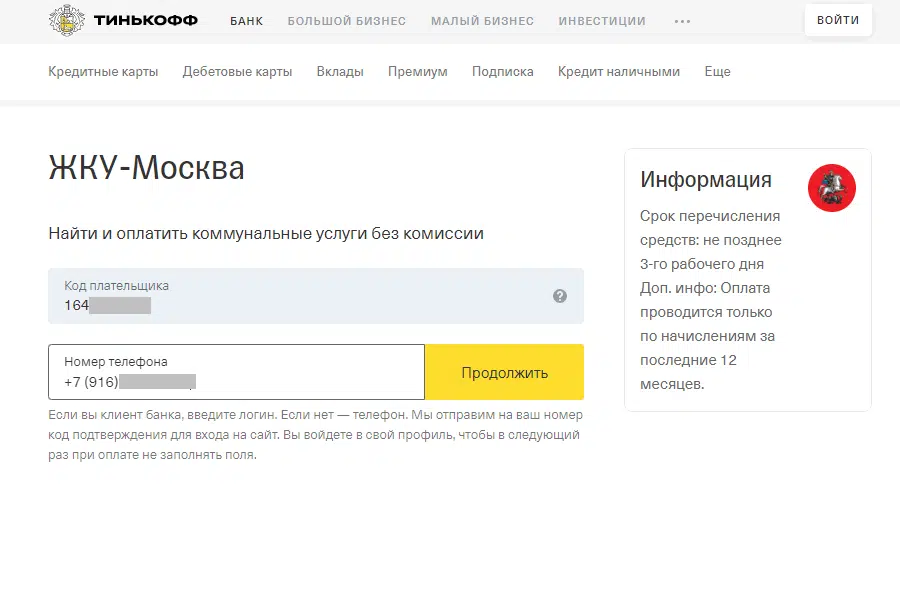 ТИНЬКОФФ БАНК БОЛЬШОЙ БИЗНЕС МАЛЫЙ БИЗНЕС ИНВЕСТИЦИИ ••• ВОЙТИ
Кредитные карты Дебетовые карты Вклады Премиум Подписка Кредит наличными Еще
ЖКУ-Москва
Найти и оплатить коммунальные услуги без комиссии
Код плательщика
164
?
Номер телефона
+7 (916)
Продолжить
Если вы клиент банка, введите логин. Если нет — телефон. Мы отправим на ваш номер
код подтверждения для входа на сайт. Вы войдете в свой профиль, чтобы в следующий
раз при оплате не заполнять поля.
Информация
Срок перечисления
средств: не позднее
3-го рабочего дня
Доп. инфо: Оплата
проводится только
по начислениям за
последние 12
месяцев.